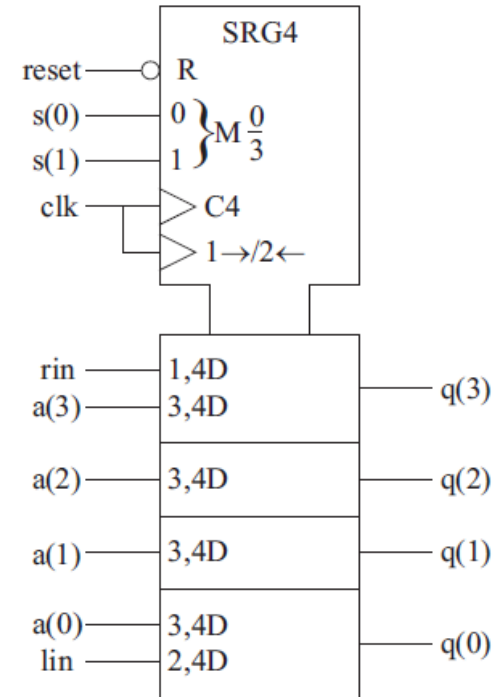 SRG4
reset R
s(0) 0
M 0/3
s(1) 1
clk C4
1→/2←
rin 1,4D
q(3)
a(3) 3,4D
a(2) 3,4D q(2)
a(1) 3,4D q(1)
a(0) 3,4D
q(0)
lin 2,4D